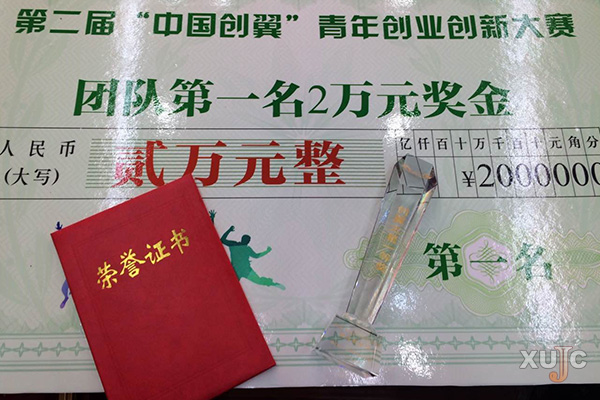 第二届“中国创翼”青年创业创新大赛
团队第一名2万元奖金
人民币
(大写)
贰万元整
亿仟百十万千百十元角分
¥2000000
荣誉证书
第一名
XUJC